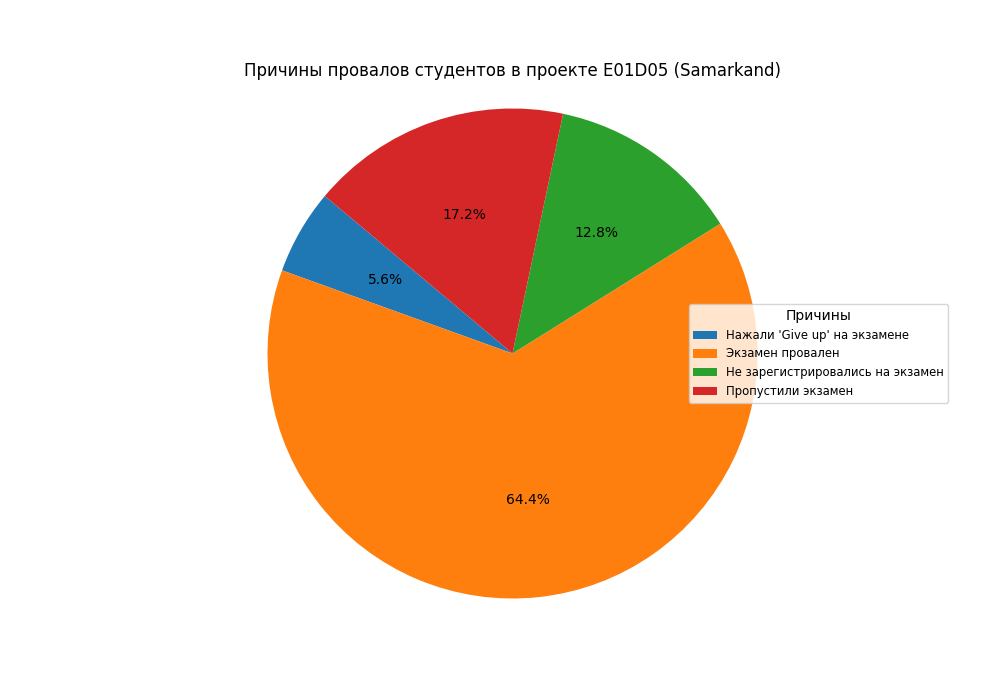 Причины провалов студентов в проекте E01D05 (Samarkand)
17.2%
12.8%
5.6%
Причины
Нажали 'Give up' на экзамене
Экзамен провален
Не зарегистрировались на экзамен
Пропустили экзамен
64.4%